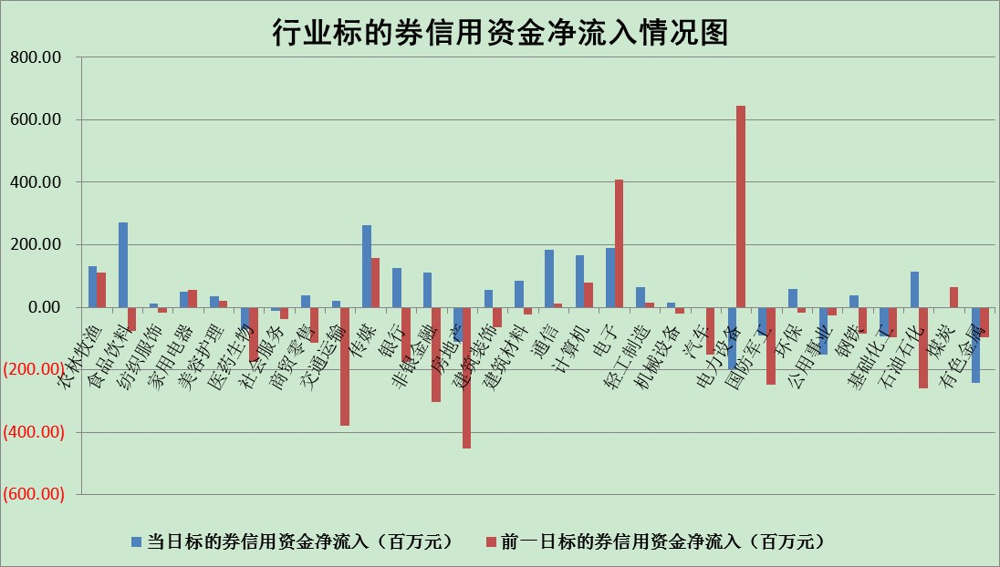 行业标的券信用资金净流入情况图
800.00
600.00
400.00
200.00
0.00
(200.00)
(400.00)
(600.00)
农林牧渔
食品饮料
纺织服饰
家用电器
美容护理
医药生物
社会服务
商贸零售
交通运输
传媒
银行
非银金融
房地产
建筑装饰
建筑材料
通信
计算机
电子
轻工制造
机械设备
汽车
电力设备
国防军工
环保
公用事业
钢铁
基础化工
石油石化
煤炭
有色金属
当日标的券信用资金净流入（百万元） 前一日标的券信用资金净流入（百万元）